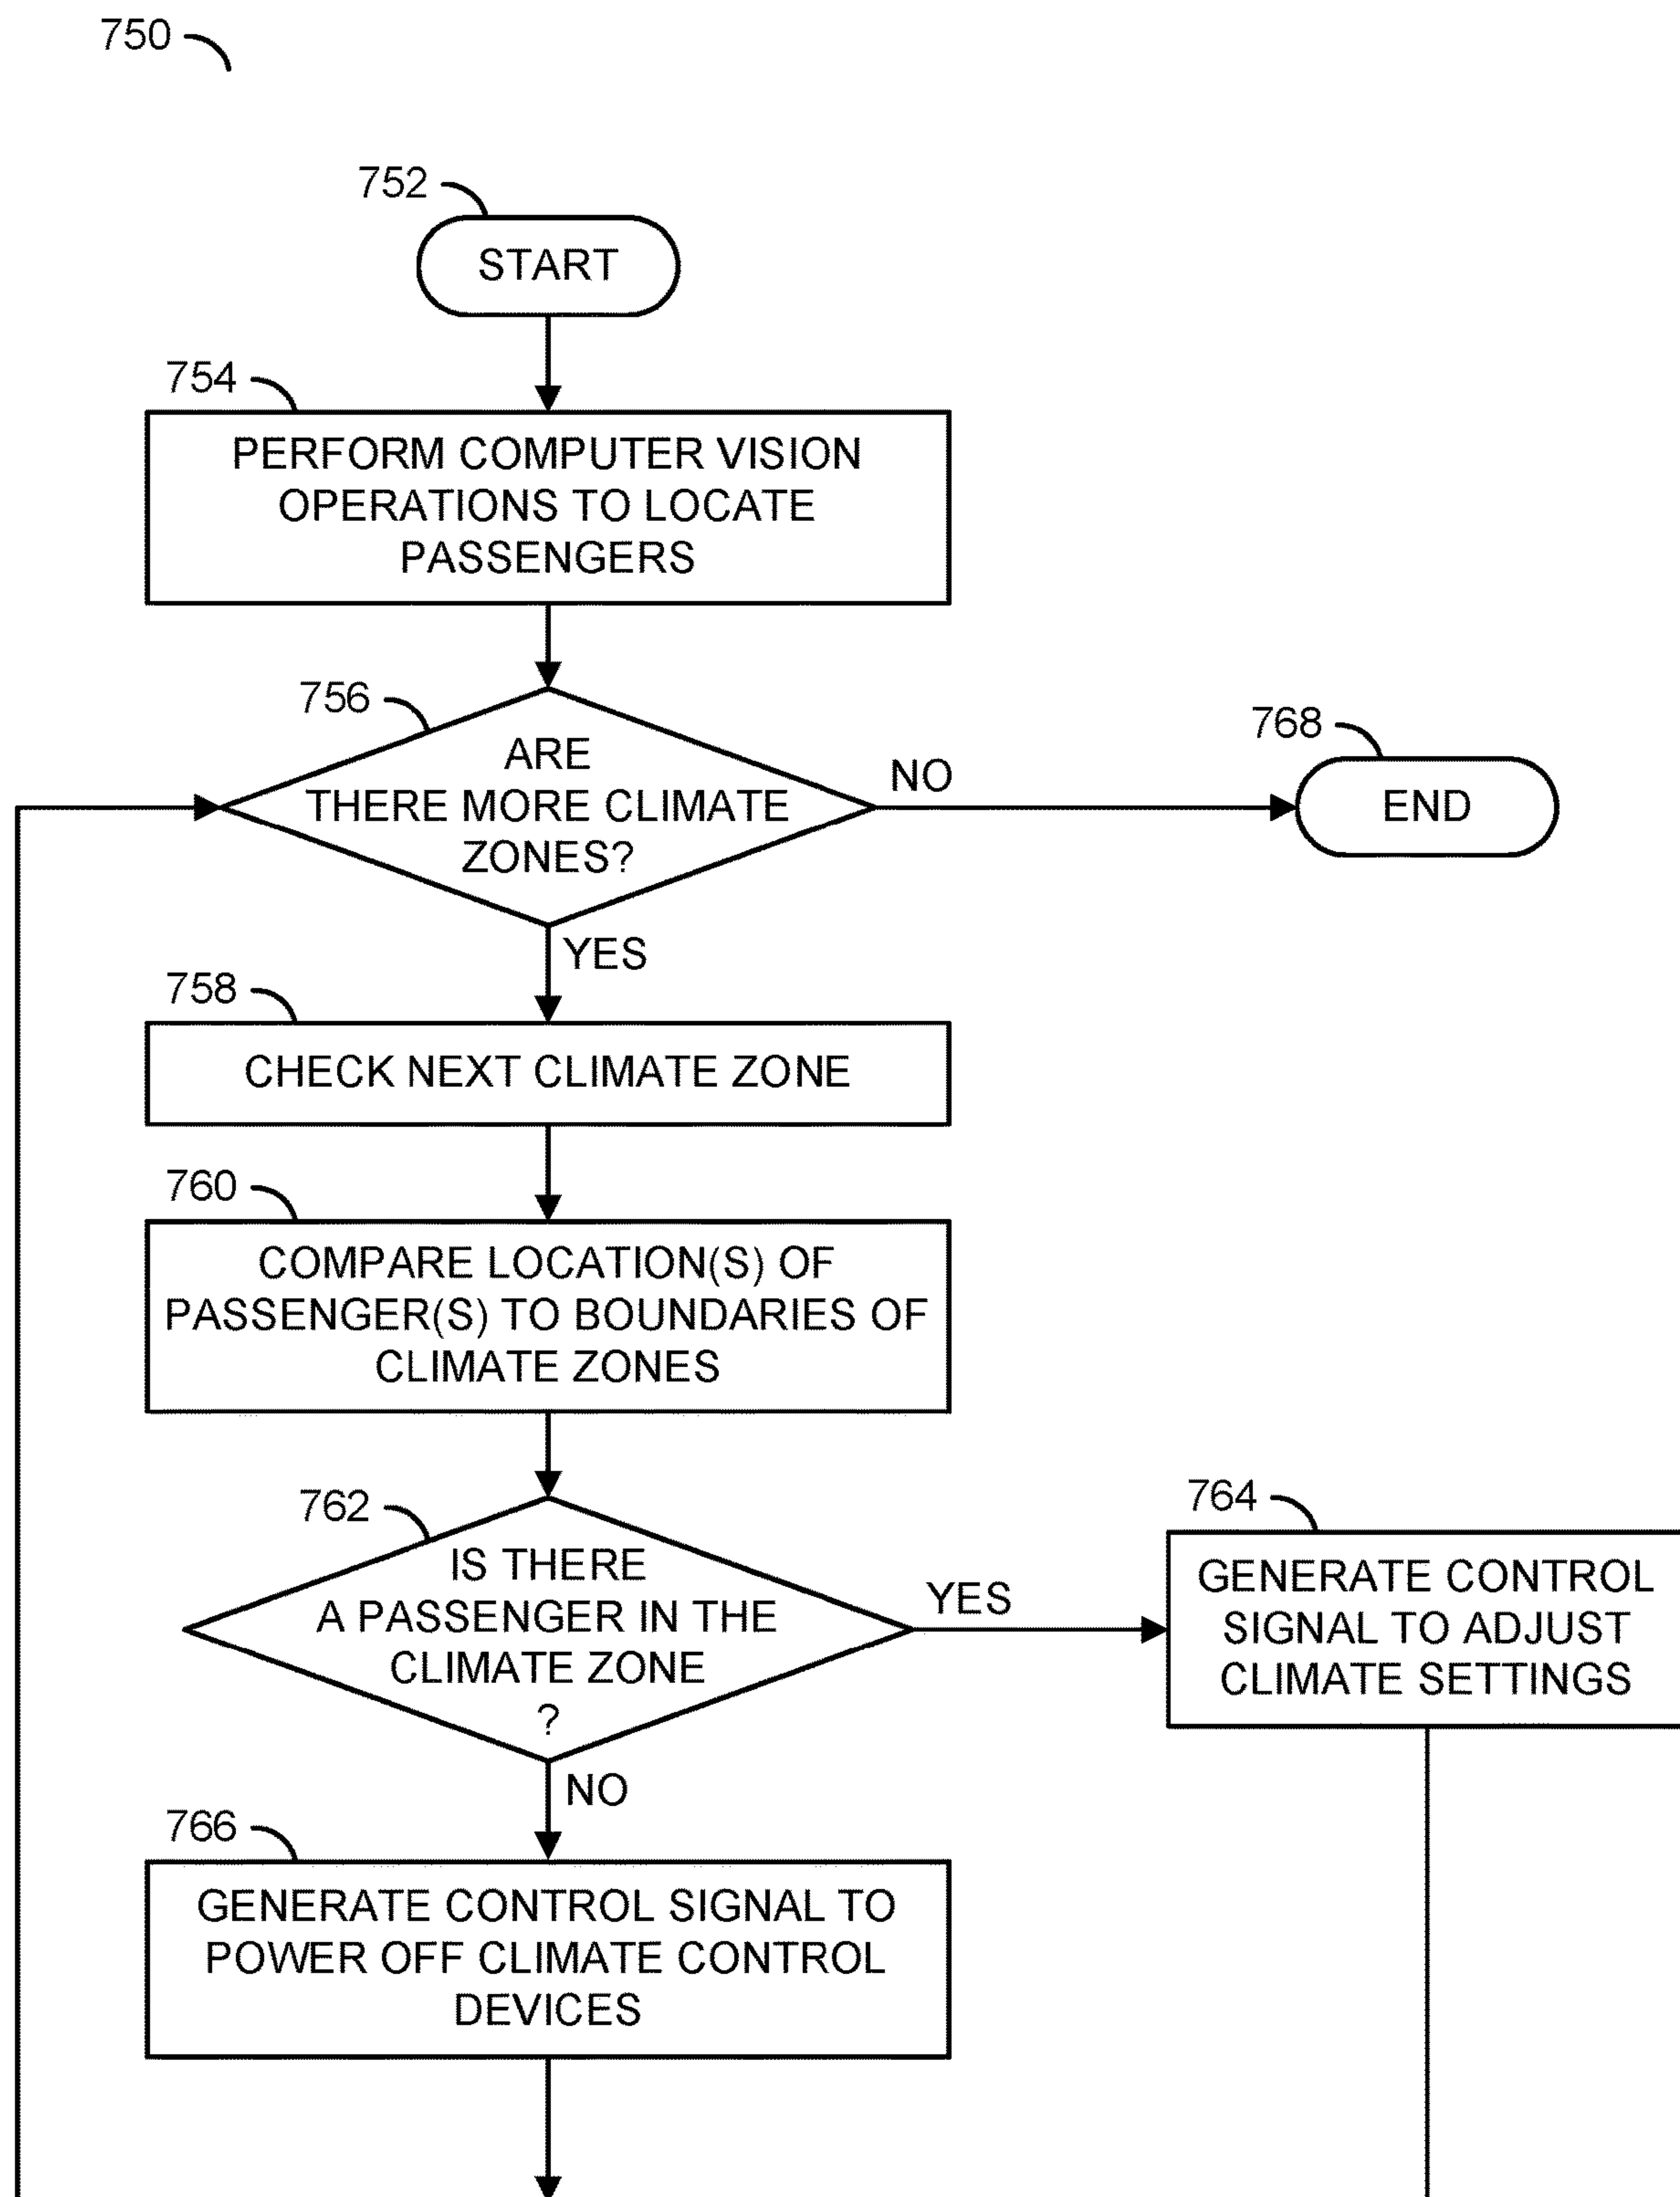 750
752
START
754
PERFORM COMPUTER VISION
OPERATIONS TO LOCATE
PASSENGERS
756
ARE
THERE MORE CLIMATE
ZONES?
NO
768
END
YES
758
CHECK NEXT CLIMATE ZONE
760
COMPARE LOCATION(S) OF
PASSENGER(S) TO BOUNDARIES OF
CLIMATE ZONES
762
IS THERE
A PASSENGER IN THE
CLIMATE ZONE
?
YES
764
GENERATE CONTROL
SIGNAL TO ADJUST
CLIMATE SETTINGS
NO
766
GENERATE CONTROL SIGNAL TO
POWER OFF CLIMATE CONTROL
DEVICES